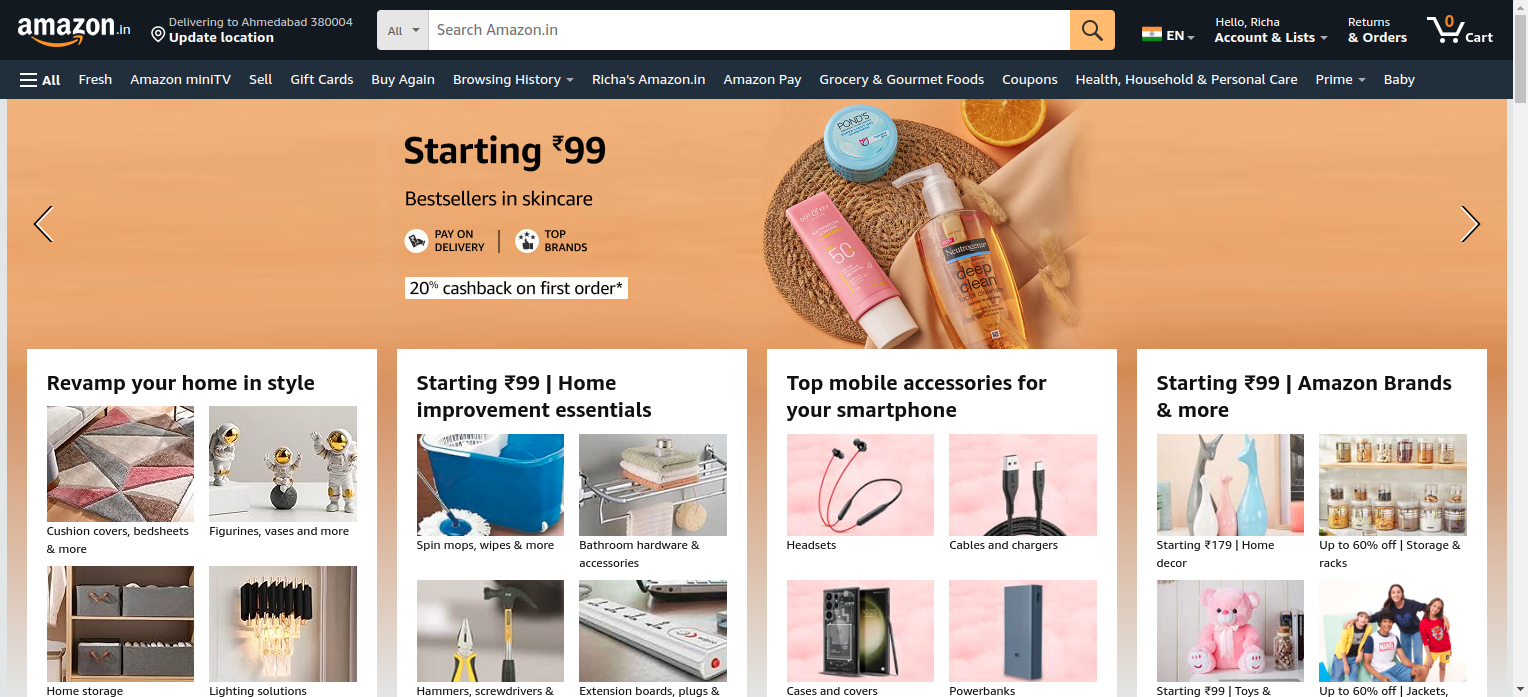 amazon.in
Delivering to Ahmedabad 380004
Update location
All
Search Amazon.in
EN
Hello, Richa
Account & Lists
Returns
& Orders
0
Cart
All
Fresh
Amazon miniTV
Sell
Gift Cards
Buy Again
Browsing History
Richa's Amazon.in
Amazon Pay
Grocery & Gourmet Foods
Coupons
Health, Household & Personal Care
Prime
Baby
Starting ₹99
Bestsellers in skincare
PAY ON
DELIVERY
TOP
BRANDS
20% cashback on first order*
POND'S
DOT & KEY
50
Neutrogena
deep
clean
facial cleanser
Revamp your home in style
Cushion covers, bedsheets
& more
Figurines, vases and more
Home storage
Lighting solutions
Starting ₹99 | Home
improvement essentials
Spin mops, wipes & more
Bathroom hardware &
accessories
Hammers, screwdrivers &
Extension boards, plugs &
Top mobile accessories for
your smartphone
Headsets
Cables and chargers
Cases and covers
Powerbanks
Starting ₹99 | Amazon Brands
& more
Starting ₹179 | Home
decor
Up to 60% off | Storage &
racks
Starting ₹99 | Toys &
Up to 60% off | Jackets,